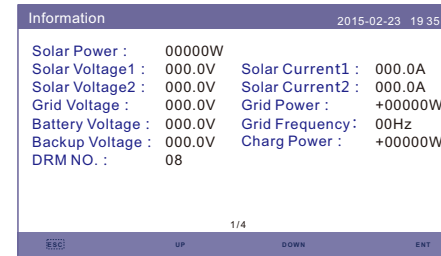 Information 2015-02-23 19 35
Solar Power : 00000W
Solar Voltage1 : 000.0V Solar Current1 : 000.0A
Solar Voltage2 : 000.0V Solar Current2 : 000.0A
Grid Voltage : 000.0V Grid Power : +00000W
Battery Voltage : 000.0V Grid Frequency: 00Hz
Backup Voltage : 000.0V Charg Power : +00000W
DRM NO. : 08
1/4
ESC UP DOWN ENT